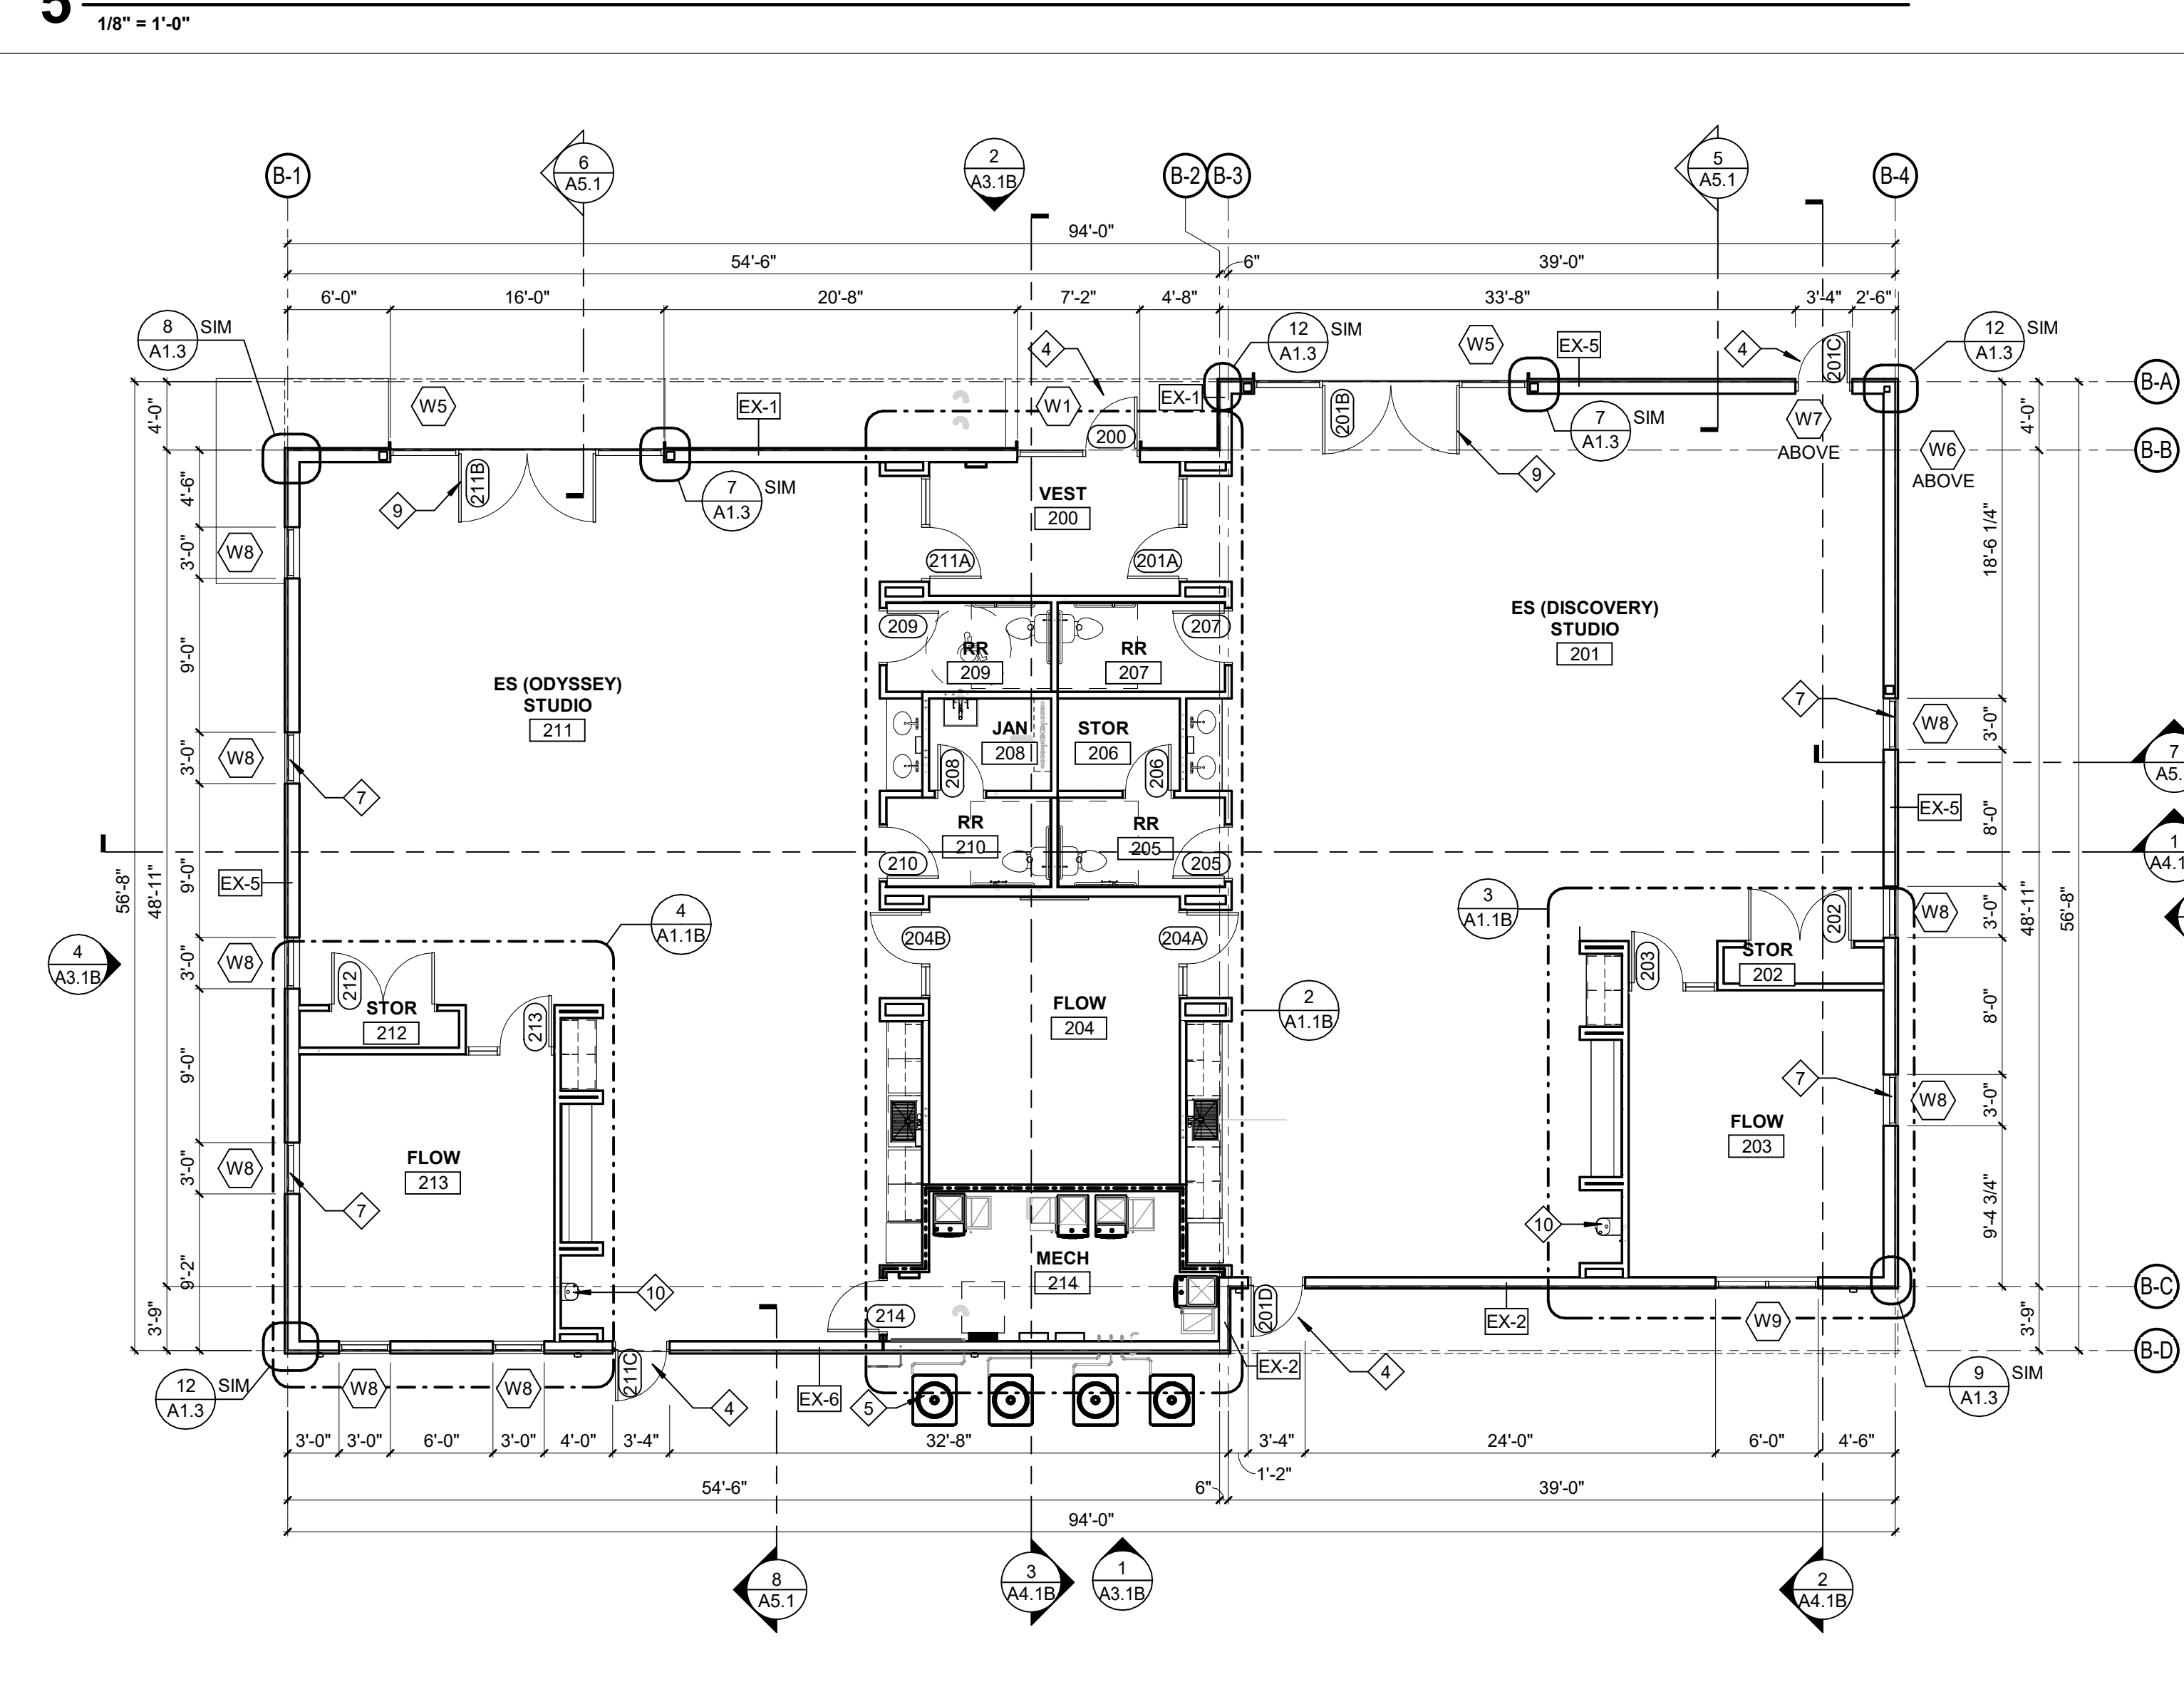 5
1/8" = 1'-0"
B-1
6
A5.1
2
A3.1B
B-2
B-3
5
A5.1
B-4
94'-0"
54'-6"
6"
39'-0"
6'-0"
16'-0"
20'-8"
7'-2"
4'-8"
33'-8"
3'-4"
2'-6"
8
A1.3
SIM
4
12
A1.3
SIM
W5
EX-5
4
201C
12
A1.3
SIM
B-A
W5
EX-1
W1
EX-1
200
201B
7
A1.3
SIM
W7
ABOVE
W6
ABOVE
B-B
4'-0"
4'-0"
9
211B
7
A1.3
SIM
9
VEST
200
4'-6"
3'-0"
W8
211A
201A
18'-6 1/4"
ES (DISCOVERY)
STUDIO
201
209
207
RR
209
RR
207
9'-0"
ES (ODYSSEY)
STUDIO
211
7
W8
3'-0"
JAN
208
STOR
206
208
206
3'-0"
W8
7
7
A5.
EX-5
8'-0"
RR
210
RR
205
210
205
1
A4.1
9'-0"
EX-5
56'-8"
48'-11"
48'-11"
56'-8"
4
A1.1B
3
A1.1B
202
W8
3'-0"
204B
204A
203
STOR
202
4
A3.1B
3'-0"
W8
212
STOR
212
213
FLOW
204
2
A1.1B
8'-0"
9'-0"
7
W8
3'-0"
FLOW
203
FLOW
213
3'-0"
W8
7
10
9'-4 3/4"
MECH
214
9'-2"
10
214
201D
B-C
EX-2
W9
3'-9"
3'-9"
B-D
12
A1.3
SIM
W8
W8
211C
4
EX-6
5
EX-2
4
9
A1.3
SIM
3'-0"
3'-0"
6'-0"
3'-0"
4'-0"
3'-4"
32'-8"
3'-4"
24'-0"
6'-0"
4'-6"
1'-2"
54'-6"
6"
39'-0"
94'-0"
8
A5.1
3
A4.1B
1
A3.1B
2
A4.1B